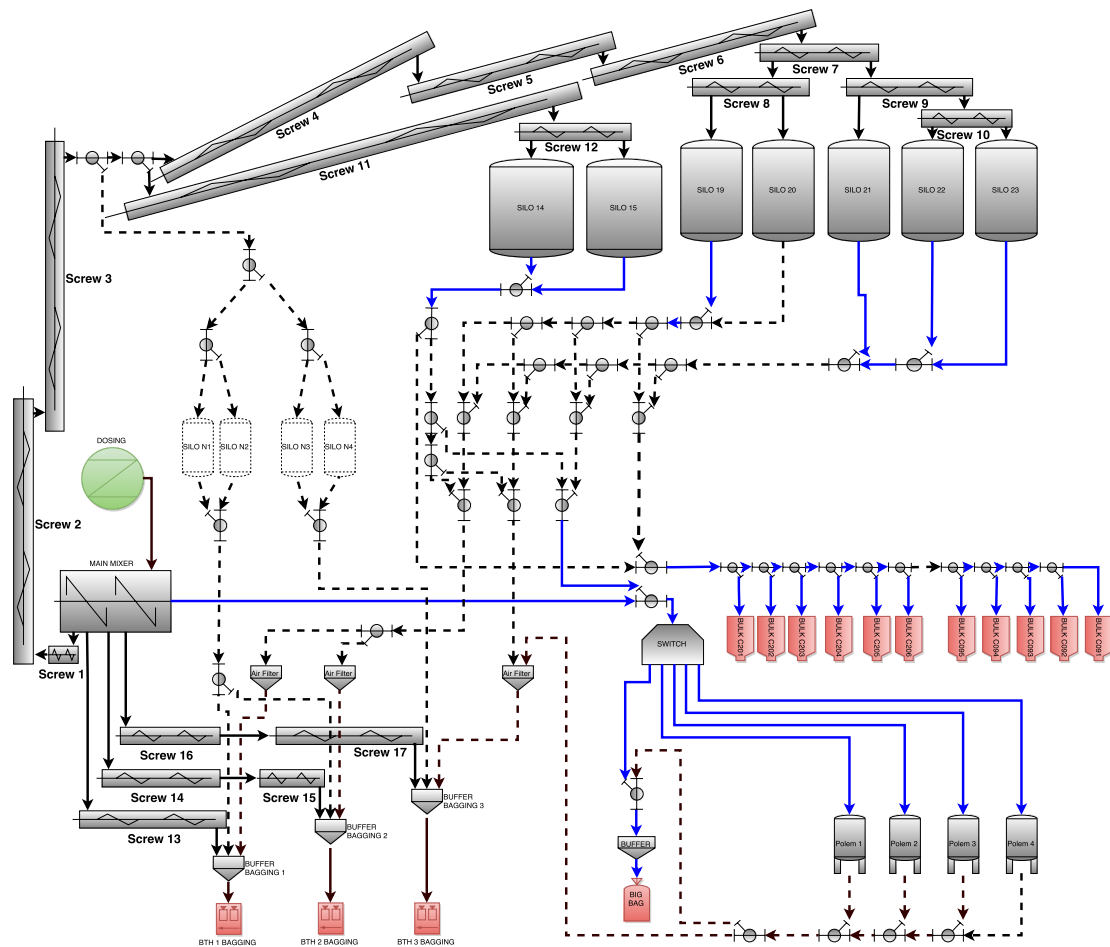 Screw 6
Screw 7
Screw 5
Screw 8
Screw 9
Screw 4
Screw 10
Screw 12
Screw 11
SILO 14
SILO 15
SILO 19
SILO 20
SILO 21
SILO 22
SILO 23
Screw 3
DOSING
SILO N1
SILO N2
SILO N3
SILO N4
Screw 2
MAIN MIXER
SWITCH
BULK C201
BULK C202
BULK C203
BULK C204
BULK C205
BULK C206
BULK C095
BULK C094
BULK C093
BULK C092
BULK C091
Screw 1
Air Filter
Air Filter
Air Filter
Screw 16
Screw 17
Screw 14
Screw 15
BUFFER
BAGGING 3
Screw 13
BUFFER
BAGGING 2
BUFFER
BAGGING 1
BUFFER
Polem 1
Polem 2
Polem 3
Polem 4
BIG
BAG
BTH 1 BAGGING
BTH 2 BAGGING
BTH 3 BAGGING